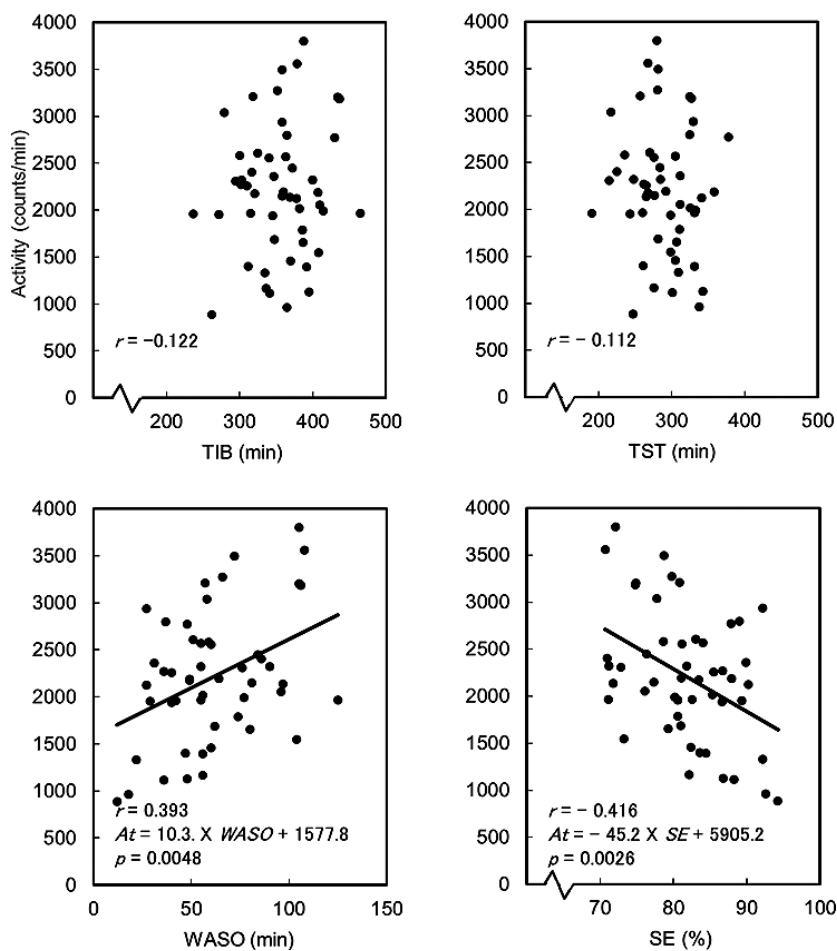 4000
3500
3000
2500
2000
1500
1000
500
0
Activity (counts/min)
r = −0.122
200 300 400 500
TIB (min)
4000
3500
3000
2500
2000
1500
1000
500
0
r = − 0.112
200 300 400 500
TST (min)
4000
3500
3000
2500
2000
1500
1000
500
0
r = 0.393
At = 10.3. X WASO + 1577.8
p = 0.0048
0 50 100 150
WASO (min)
4000
3500
3000
2500
2000
1500
1000
500
0
r = − 0.416
At = − 45.2 X SE + 5905.2
p = 0.0026
70 80 90 100
SE (%)